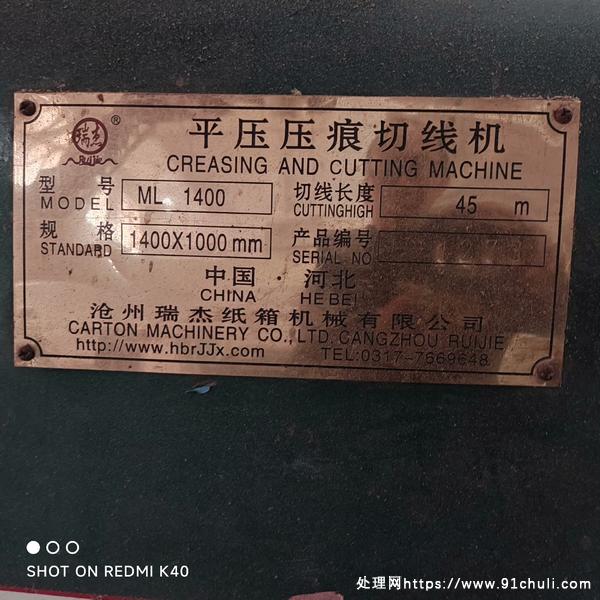 瑞杰
RuiJie
®
平压压痕切线机
CREASING AND CUTTING MACHINE
型 号 ML 1400 切线长度 45 m
MODEL CUTTINGHIGH
规 格 1400X1000 mm 产品编号
STANDARD SERIAL NO
中国·河北
CHINA HEBEI
沧州瑞杰纸箱机械有限公司
CARTON MACHINERY CO.,LTD.CANGZHOU RUIJIE
http://www.hbrJJx.com TEL:0317-7669648
SHOT ON REDMI K40
处理网https://www.91chuli.com